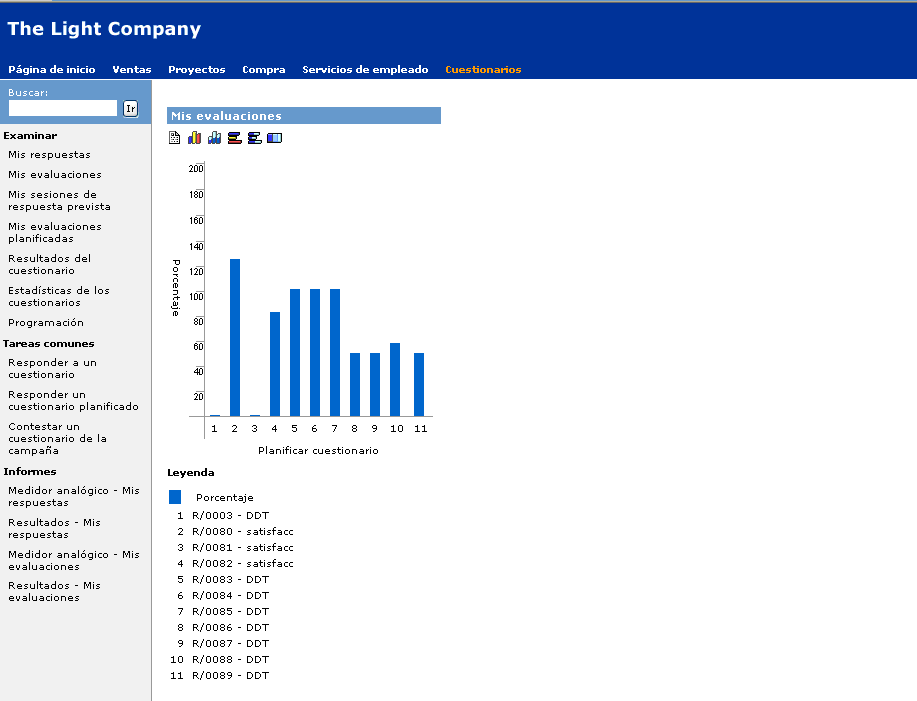 The Light Company
Página de inicio Ventas Proyectos Compra Servicios de empleado Cuestionarios
Buscar:
Ir
Examinar
Mis respuestas
Mis evaluaciones
Mis sesiones de
respuesta prevista
Mis evaluaciones
planificadas
Resultados del
cuestionario
Estadísticas de los
cuestionarios
Programación
Tareas comunes
Responder a un
cuestionario
Responder un
cuestionario planificado
Contestar un
cuestionario de la
campaña
Informes
Medidor analógico - Mis
respuestas
Resultados - Mis
respuestas
Medidor analógico - Mis
evaluaciones
Resultados - Mis
evaluaciones
Mis evaluaciones
200
180
160
140
120
100
80
60
40
20
Porcentaje
1 2 3 4 5 6 7 8 9 10 11
Planificar cuestionario
Leyenda
Porcentaje
1 R/0003 - DDT
2 R/0080 - satisfacc
3 R/0081 - satisfacc
4 R/0082 - satisfacc
5 R/0083 - DDT
6 R/0084 - DDT
7 R/0085 - DDT
8 R/0086 - DDT
9 R/0087 - DDT
10 R/0088 - DDT
11 R/0089 - DDT